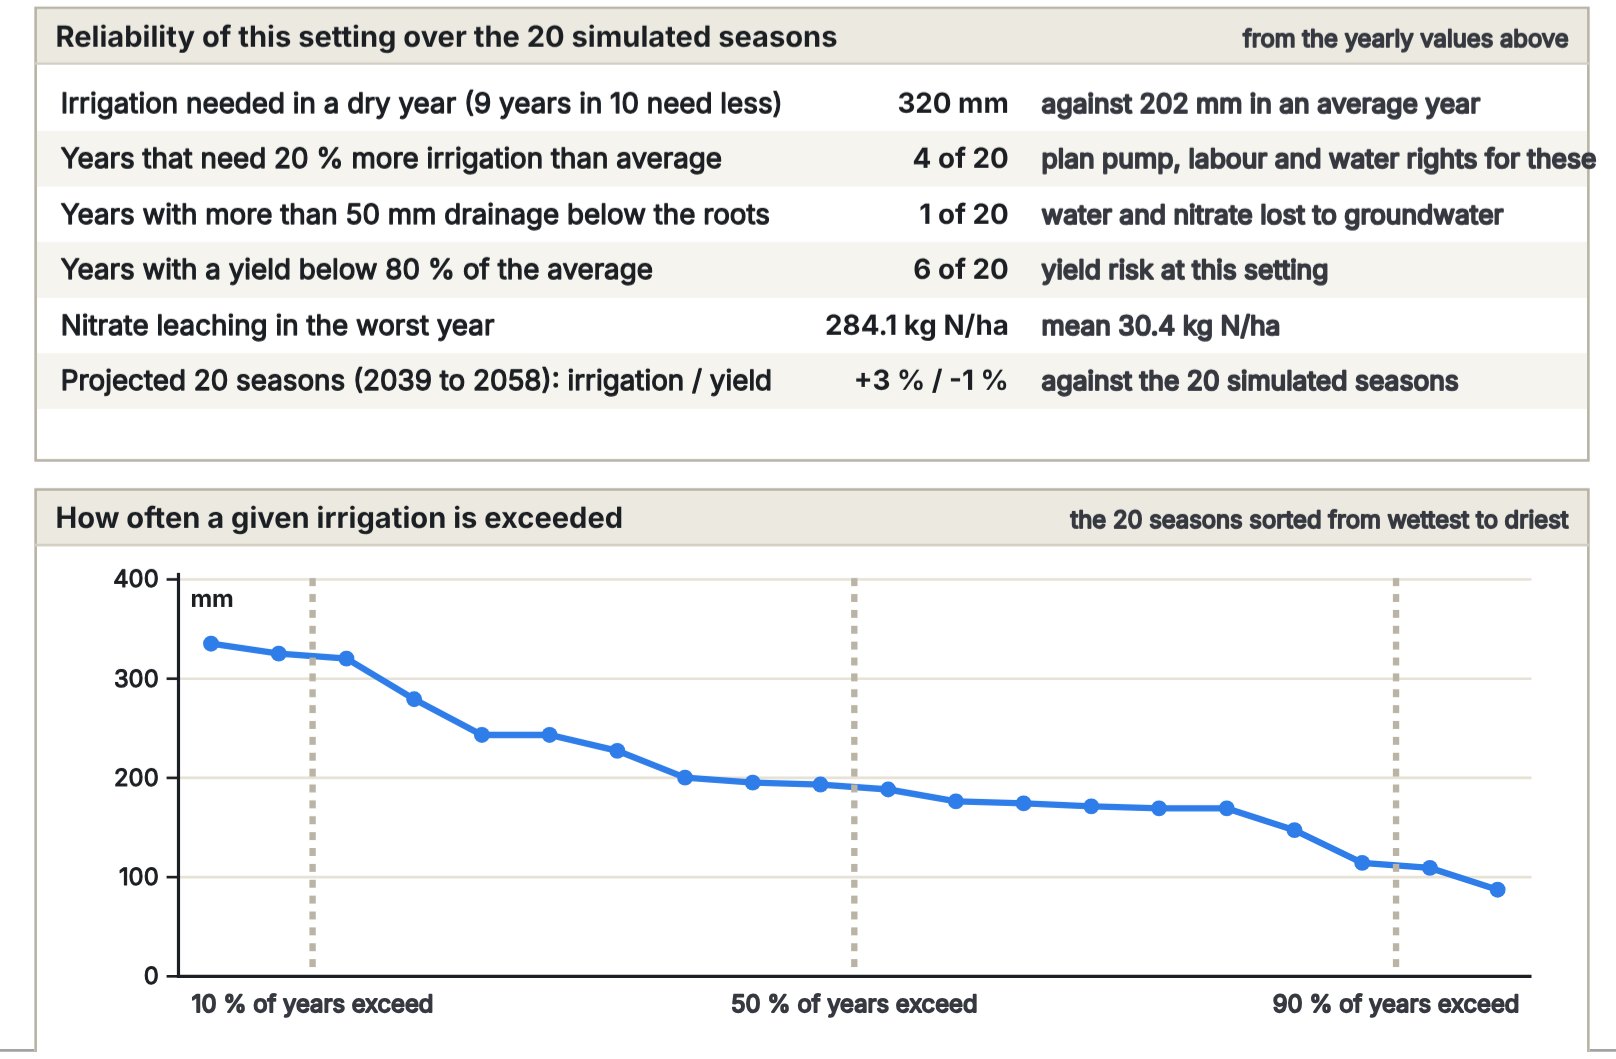 Reliability of this setting over the 20 simulated seasons from the yearly values above
Irrigation needed in a dry year (9 years in 10 need less) 320 mm against 202 mm in an average year
Years that need 20 % more irrigation than average 4 of 20 plan pump, labour and water rights for these
Years with more than 50 mm drainage below the roots 1 of 20 water and nitrate lost to groundwater
Years with a yield below 80 % of the average 6 of 20 yield risk at this setting
Nitrate leaching in the worst year 284.1 kg N/ha mean 30.4 kg N/ha
Projected 20 seasons (2039 to 2058): irrigation / yield +3 % / -1 % against the 20 simulated seasons
How often a given irrigation is exceeded the 20 seasons sorted from wettest to driest
400
mm
300
200
100
0
10 % of years exceed 50 % of years exceed 90 % of years exceed